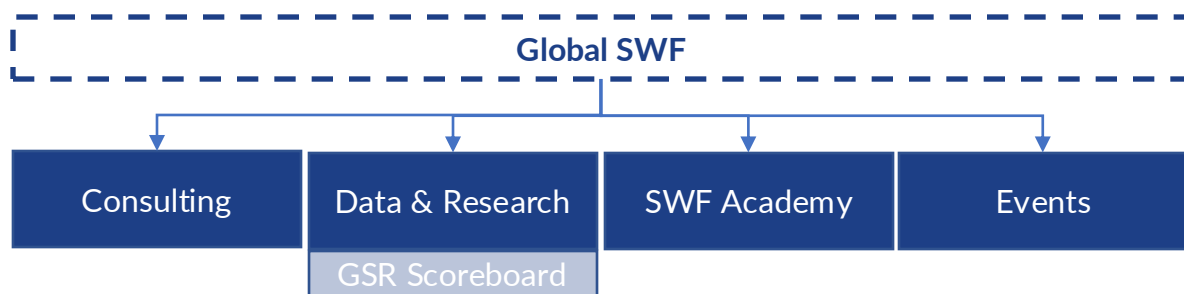 Global SWF
Consulting
Data & Research
SWF Academy
Events
GSR Scoreboard